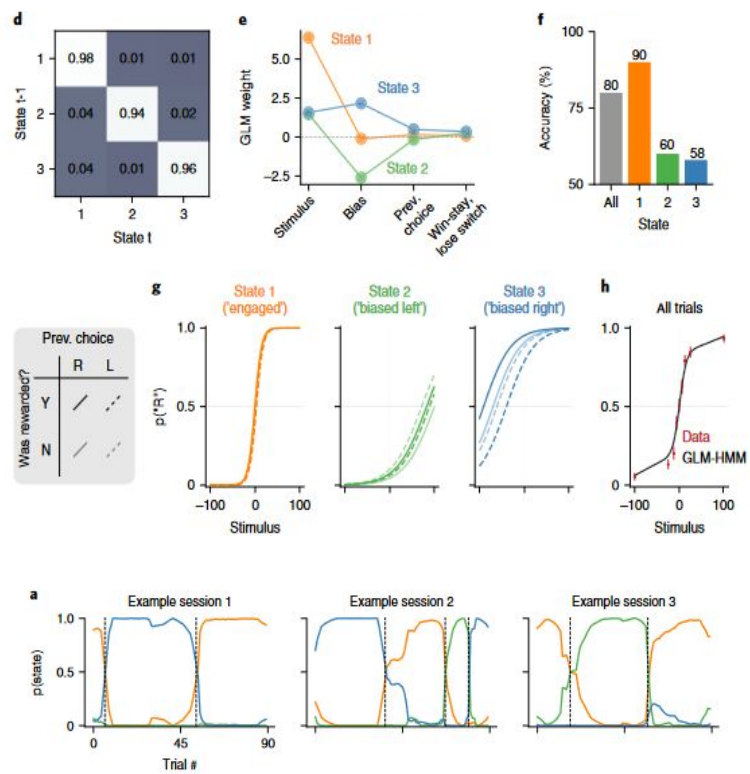 d
State t-1
1
0.98 0.01 0.01
2
0.04 0.94 0.02
3
0.04 0.01 0.96
1 2 3
State t
e
GLM weight
5.0
2.5
0
−2.5
State 1
State 3
State 2
Stimulus
Bias
Prev.
choice
Win-stay,
lose switch
f
Accuracy (%)
100
75
50
80
90
60
58
All 1 2 3
State
Prev. choice
R L
Was rewarded?
Y
N
g
State 1
('engaged')
State 2
('biased left')
State 3
('biased right')
p("R")
1.0
0.5
0
−100 0 100
Stimulus
h
All trials
1.0
0.5
0
Data
GLM-HMM
−100 0 100
Stimulus
a
Example session 1
Example session 2
Example session 3
p(state)
1.0
0.5
0
0 45 90
Trial #